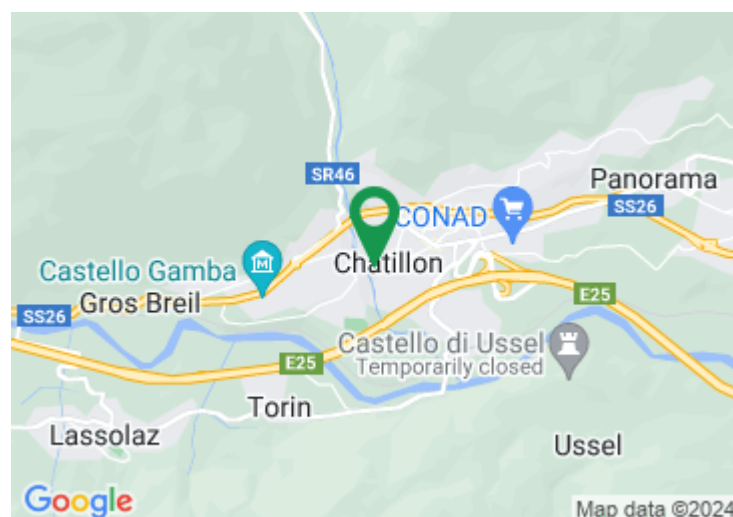 SR46
Panorama
SS26
CONAD
Castello Gamba
Chatillon
Gros Breil
SS26
E25
Castello di Ussel
Temporarily closed
E25
Torin
Lassolaz
Ussel
Google
Map data ©2024